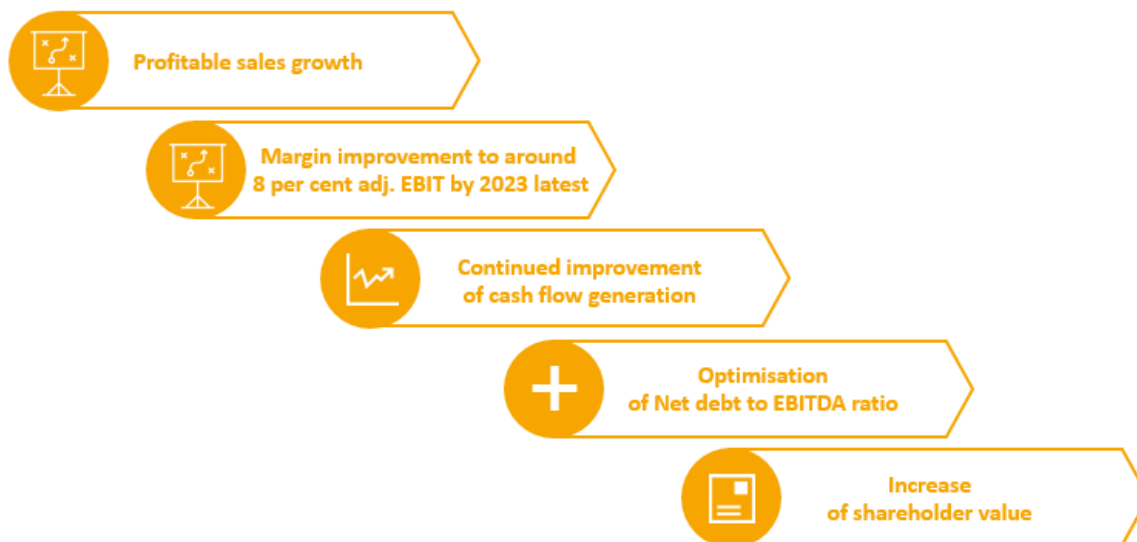 Profitable sales growth
Margin improvement to around
8 per cent adj. EBIT by 2023 latest
Continued improvement
of cash flow generation
Optimisation
of Net debt to EBITDA ratio
Increase
of shareholder value